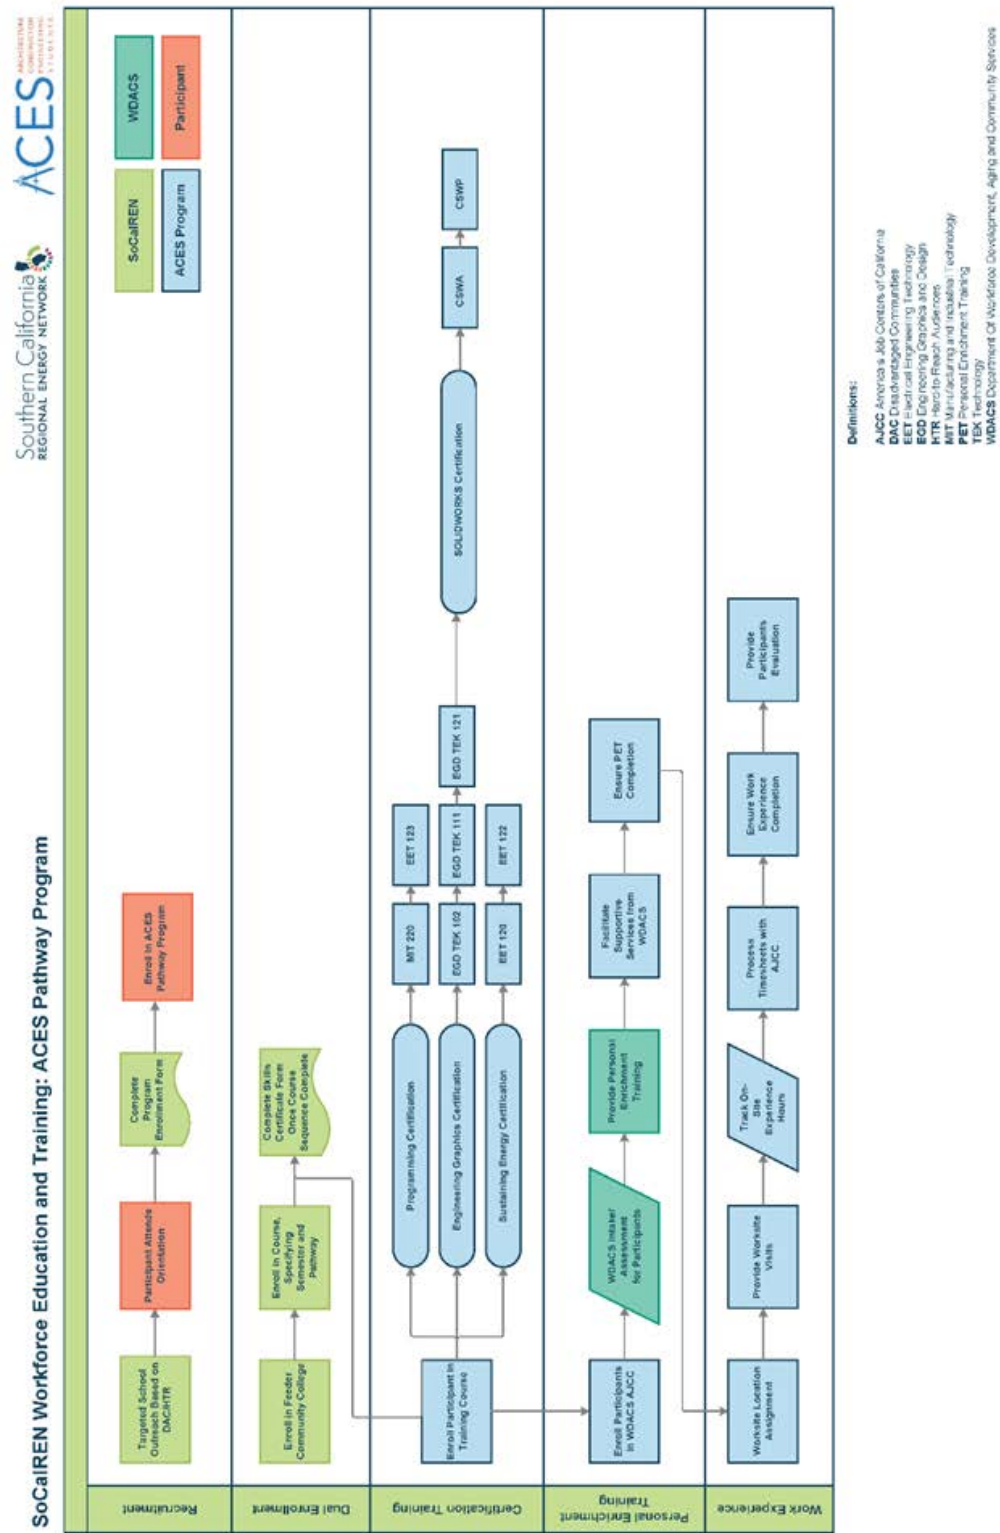 SoCalREN Workforce Education and Training: ACES Pathway Program
Southern California
REGIONAL ENERGY NETWORK
ACES
ARCHITECTURE
CONSTRUCTION
ENGINEERING
STUDENTS
SoCalREN
WDACS
ACES Program
Participant
Recruitment
Targeted School
Outreach Based on
DAC/HTR
Participant Attends
Orientation
Complete
Program
Enrollment Form
Enroll in ACES
Pathway Program
Dual Enrollment
Enroll in Feeder
Community College
Enroll in Course,
Specifying
Semester and
Pathway
Complete Skills
Certificate Form
Once Course
Sequence Complete
Certification Training
Enroll Participant in
Training Course
Programming Certification
MIT 220
EET 123
Engineering Graphics Certification
EGD TEK 102
EGD TEK 111
EGD TEK 121
SOLIDWORKS Certification
CSWA
CSWP
Sustaining Energy Certification
EET 120
EET 122
Personal Enrichment
Training
Enroll Participants
in WDACS AJCC
WDACS Intake/
Assessment
for Participants
Provide Personal
Enrichment
Training
Facilitate
Supportive
Services from
WDACS
Ensure PET
Completion
Work Experience
Worksite Location
Assignment
Provide Worksite
Visits
Track On-
Site
Experience
Hours
Process
Timesheets with
AJCC
Ensure Work
Experience
Completion
Provide
Participants
Evaluation
Definitions:
AJCC America's Job Centers of California
DAC Disadvantaged Communities
EET Electrical Engineering Technology
EGD Engineering Graphics and Design
HTR Hard-to-Reach Audiences
MIT Manufacturing and Industrial Technology
PET Personal Enrichment Training
TEK Technology
WDACS Department Of Workforce Development, Aging and Community Services